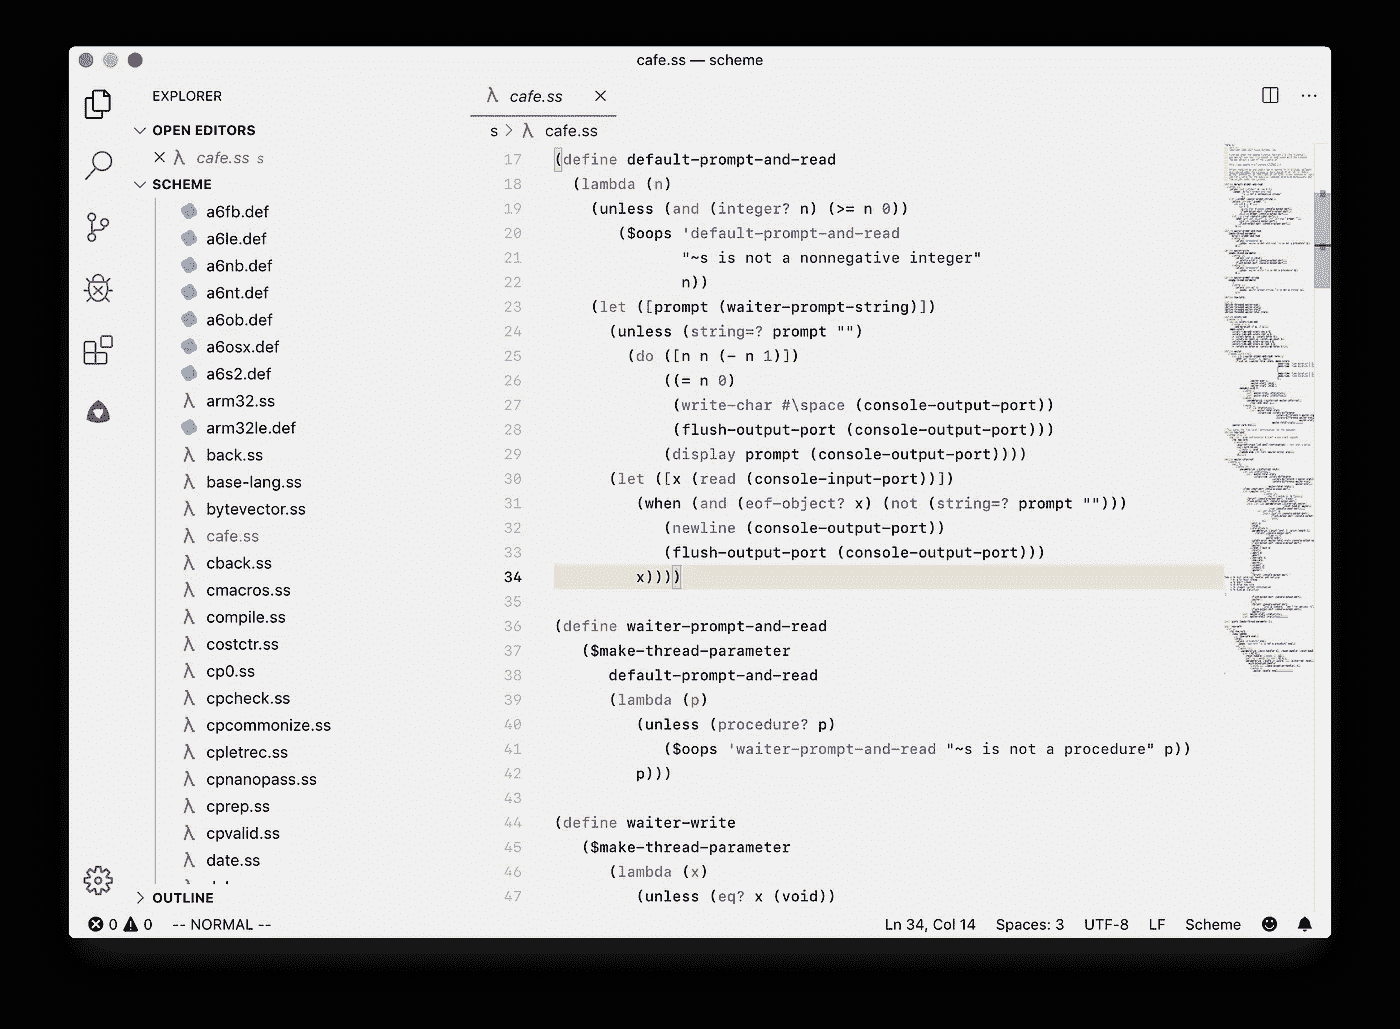 cafe.ss — scheme
EXPLORER
OPEN EDITORS
cafe.ss s
SCHEME
a6fb.def
a6le.def
a6nb.def
a6nt.def
a6ob.def
a6osx.def
a6s2.def
arm32.ss
arm32le.def
back.ss
base-lang.ss
bytevector.ss
cafe.ss
cback.ss
cmacros.ss
compile.ss
costctr.ss
cp0.ss
cpcheck.ss
cpcommonize.ss
cpletrec.ss
cpnanopass.ss
cprep.ss
cpvalid.ss
date.ss
OUTLINE
λ cafe.ss
s > λ cafe.ss
17 (define default-prompt-and-read
18 (lambda (n)
19 (unless (and (integer? n) (>= n 0))
20 ($oops 'default-prompt-and-read
21 "~s is not a nonnegative integer"
22 n))
23 (let ([prompt (waiter-prompt-string)])
24 (unless (string=? prompt "")
25 (do ([n n (- n 1)])
26 ((= n 0)
27 (write-char #\space (console-output-port))
28 (flush-output-port (console-output-port)))
29 (display prompt (console-output-port))))
30 (let ([x (read (console-input-port))])
31 (when (and (eof-object? x) (not (string=? prompt "")))
32 (newline (console-output-port))
33 (flush-output-port (console-output-port)))
34 x))))
35
36 (define waiter-prompt-and-read
37 ($make-thread-parameter
38 default-prompt-and-read
39 (lambda (p)
40 (unless (procedure? p)
41 ($oops 'waiter-prompt-and-read "~s is not a procedure" p))
42 p)))
43
44 (define waiter-write
45 ($make-thread-parameter
46 (lambda (x)
47 (unless (eq? x (void))
0 0 -- NORMAL -- Ln 34, Col 14 Spaces: 3 UTF-8 LF Scheme